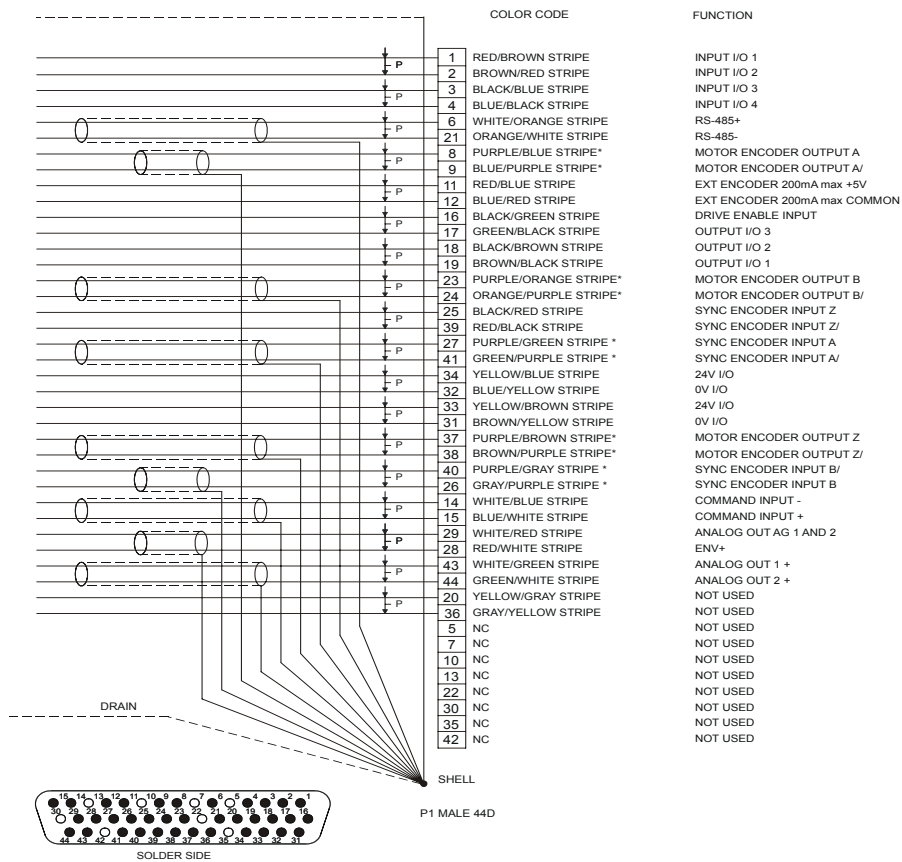 COLOR CODE FUNCTION
P 1 RED/BROWN STRIPE INPUT I/O 1
2 BROWN/RED STRIPE INPUT I/O 2
P 3 BLACK/BLUE STRIPE INPUT I/O 3
4 BLUE/BLACK STRIPE INPUT I/O 4
P 6 WHITE/ORANGE STRIPE RS-485+
21 ORANGE/WHITE STRIPE RS-485-
P 8 PURPLE/BLUE STRIPE* MOTOR ENCODER OUTPUT A
9 BLUE/PURPLE STRIPE* MOTOR ENCODER OUTPUT A/
P 11 RED/BLUE STRIPE EXT ENCODER 200mA max +5V
12 BLUE/RED STRIPE EXT ENCODER 200mA max COMMON
P 16 BLACK/GREEN STRIPE DRIVE ENABLE INPUT
17 GREEN/BLACK STRIPE OUTPUT I/O 3
P 18 BLACK/BROWN STRIPE OUTPUT I/O 2
19 BROWN/BLACK STRIPE OUTPUT I/O 1
P 23 PURPLE/ORANGE STRIPE* MOTOR ENCODER OUTPUT B
24 ORANGE/PURPLE STRIPE* MOTOR ENCODER OUTPUT B/
P 25 BLACK/RED STRIPE SYNC ENCODER INPUT Z
39 RED/BLACK STRIPE SYNC ENCODER INPUT Z/
P 27 PURPLE/GREEN STRIPE * SYNC ENCODER INPUT A
41 GREEN/PURPLE STRIPE * SYNC ENCODER INPUT A/
P 34 YELLOW/BLUE STRIPE 24V I/O
32 BLUE/YELLOW STRIPE 0V I/O
P 33 YELLOW/BROWN STRIPE 24V I/O
31 BROWN/YELLOW STRIPE 0V I/O
P 37 PURPLE/BROWN STRIPE* MOTOR ENCODER OUTPUT Z
38 BROWN/PURPLE STRIPE* MOTOR ENCODER OUTPUT Z/
P 40 PURPLE/GRAY STRIPE * SYNC ENCODER INPUT B/
26 GRAY/PURPLE STRIPE * SYNC ENCODER INPUT B
P 14 WHITE/BLUE STRIPE COMMAND INPUT -
15 BLUE/WHITE STRIPE COMMAND INPUT +
P 29 WHITE/RED STRIPE ANALOG OUT AG 1 AND 2
28 RED/WHITE STRIPE ENV+
P 43 WHITE/GREEN STRIPE ANALOG OUT 1 +
44 GREEN/WHITE STRIPE ANALOG OUT 2 +
P 20 YELLOW/GRAY STRIPE NOT USED
36 GRAY/YELLOW STRIPE NOT USED
5 NC NOT USED
7 NC NOT USED
10 NC NOT USED
13 NC NOT USED
22 NC NOT USED
30 NC NOT USED
35 NC NOT USED
42 NC NOT USED
DRAIN
SHELL
P1 MALE 44D
15 14 13 12 11 10 9 8 7 6 5 4 3 2 1
30 29 28 27 26 25 24 23 22 21 20 19 18 17 16
44 43 42 41 40 39 38 37 36 35 34 33 32 31
SOLDER SIDE